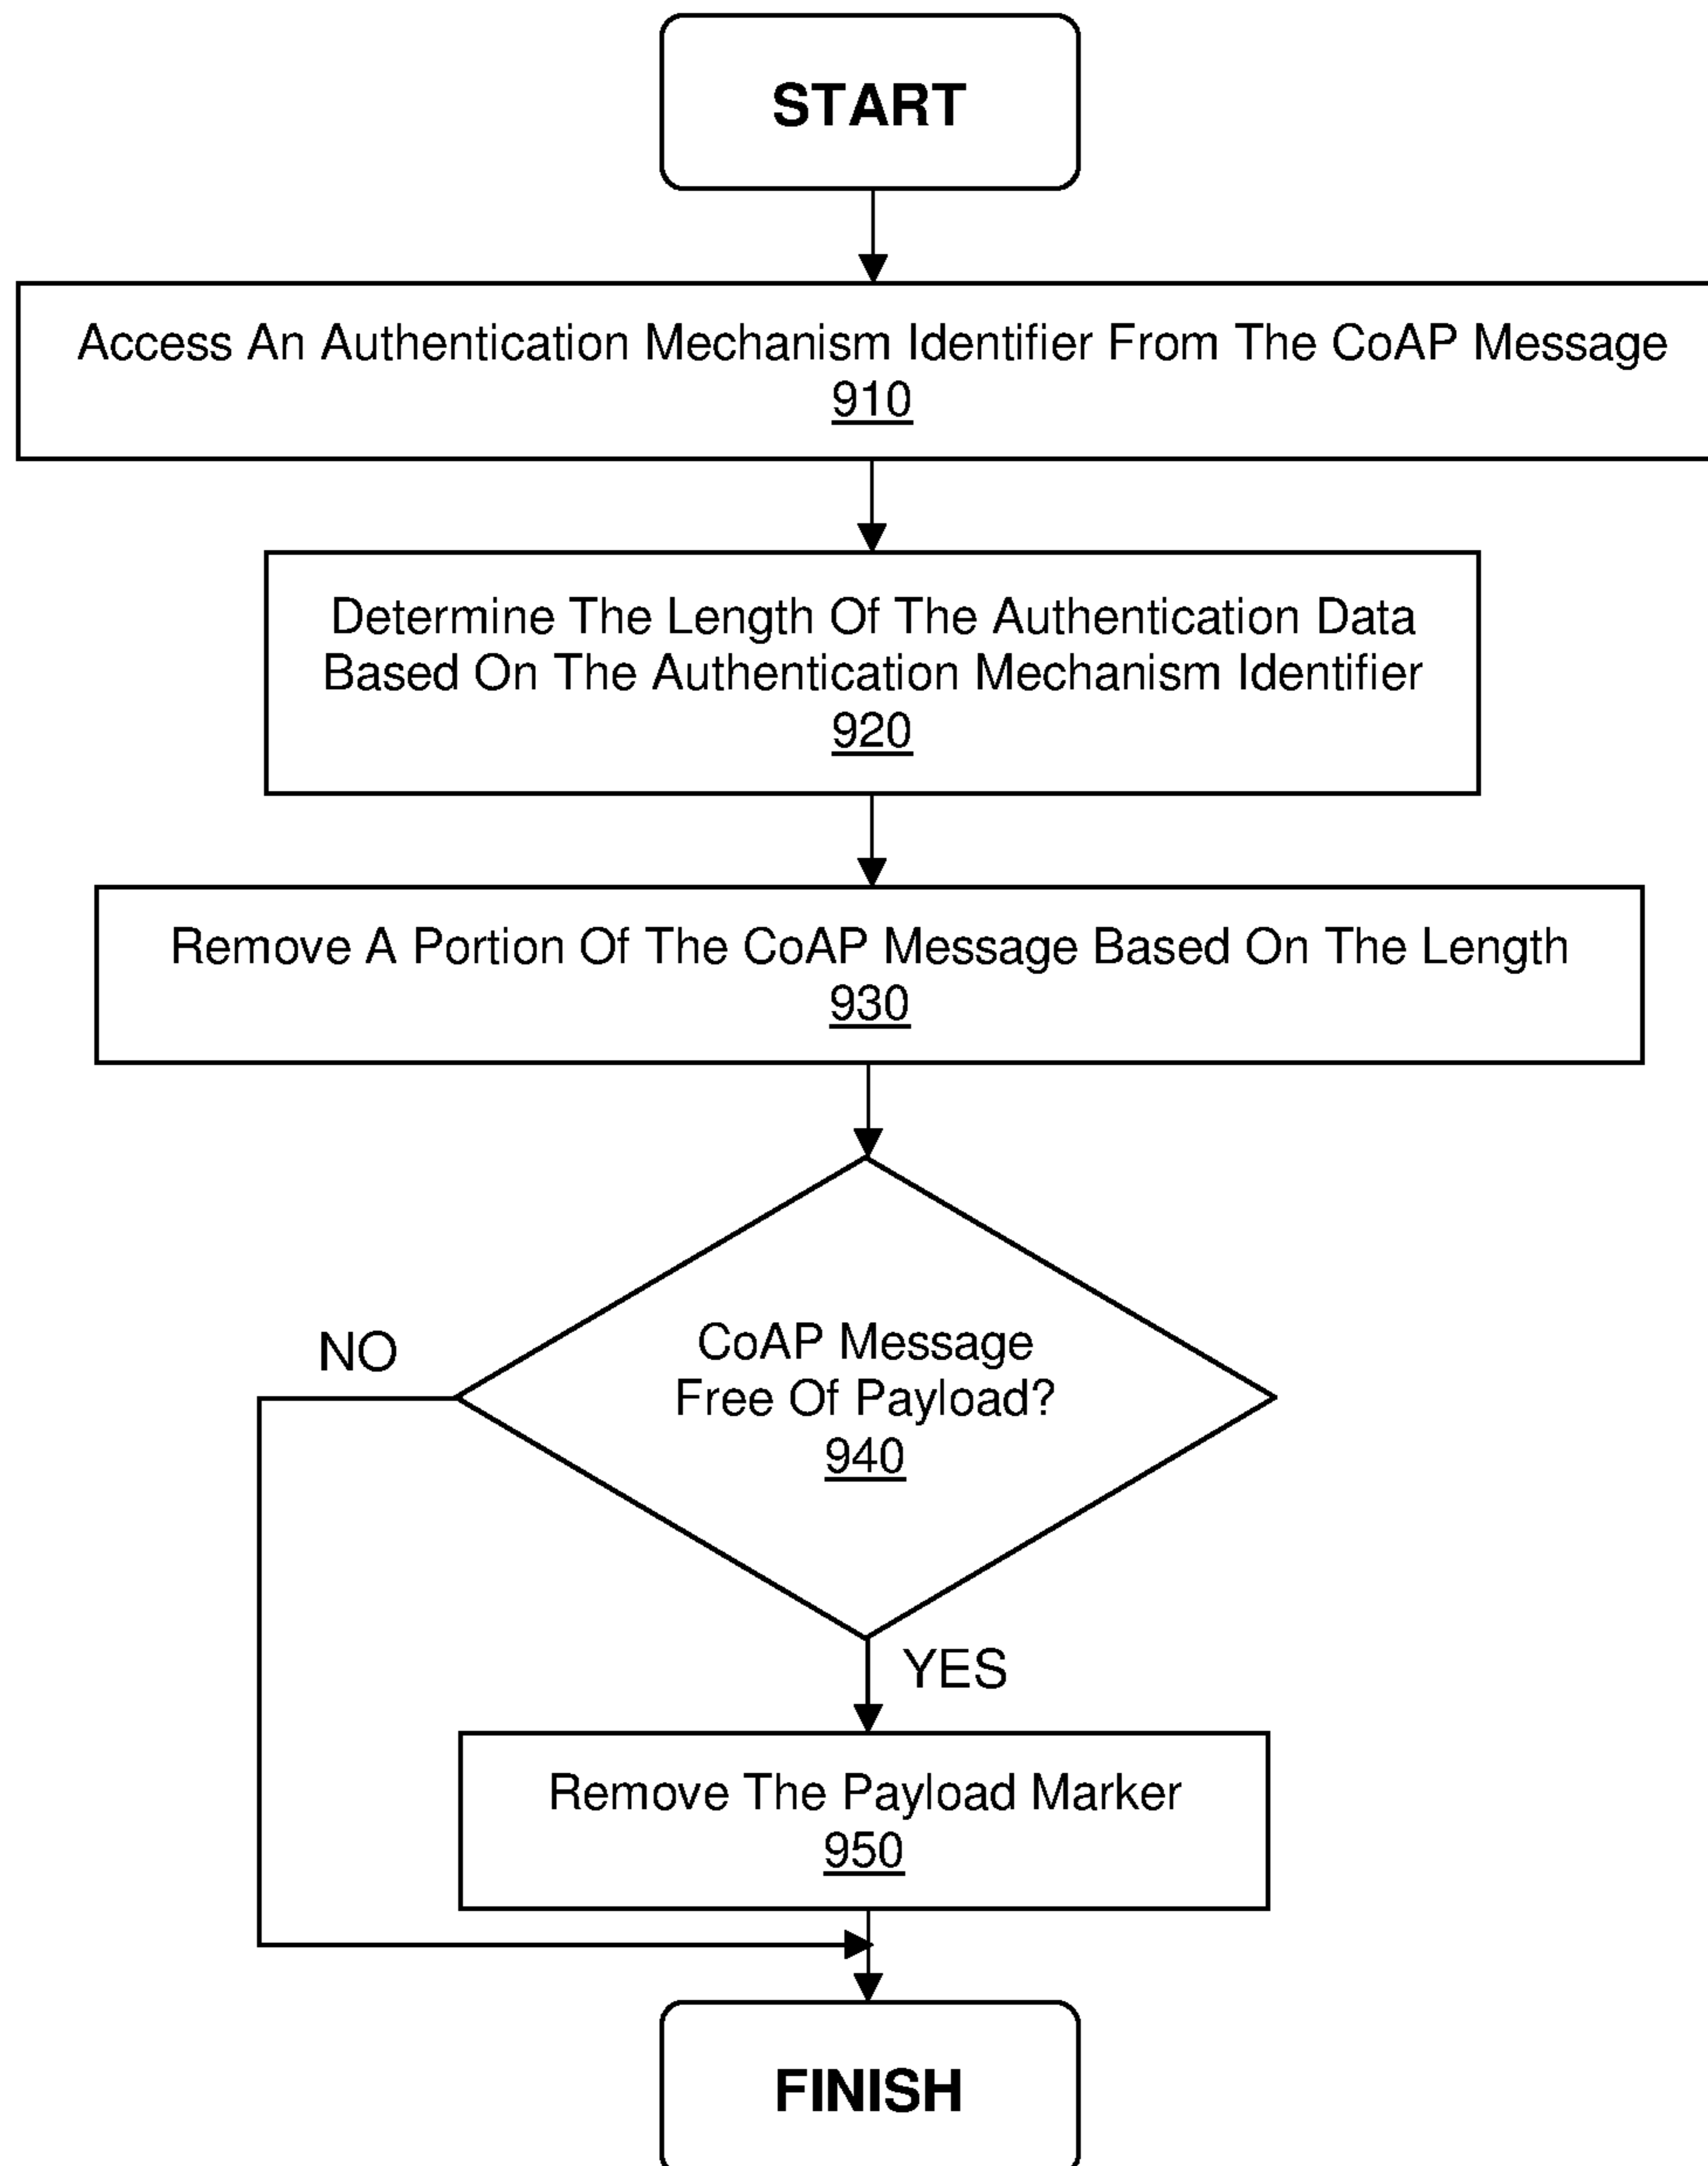 START
Access An Authentication Mechanism Identifier From The CoAP Message
910
Determine The Length Of The Authentication Data
Based On The Authentication Mechanism Identifier
920
Remove A Portion Of The CoAP Message Based On The Length
930
CoAP Message
Free Of Payload?
940
NO
YES
Remove The Payload Marker
950
FINISH